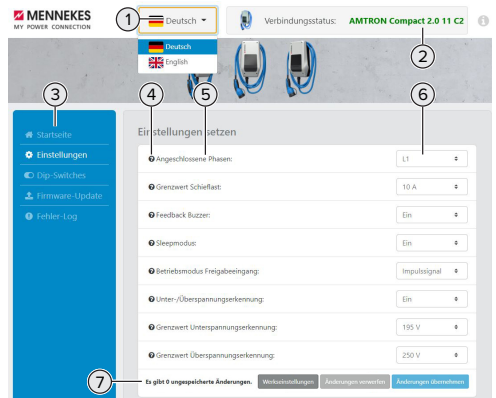 MENNEKES
MY POWER CONNECTION
1
Deutsch
Verbindungsstatus: AMTRON Compact 2.0 11 C2
Deutsch
English
2
3
4
5
6
Startseite
Einstellungen
Dip-Switches
Firmware-Update
Fehler-Log
Einstellungen setzen
Angeschlossene Phasen: L1
Grenzwert Schieflast: 10 A
Feedback Buzzer: Ein
Sleepmodus: Ein
Betriebsmodus Freigabeeingang: Impulssignal
Unter-/Überspannungserkennung: Ein
Grenzwert Unterspannungserkennung: 195 V
Grenzwert Überspannungserkennung: 250 V
7
Es gibt 0 ungespeicherte Änderungen. Werkseinstellungen Änderungen verwerfen Änderungen übernehmen